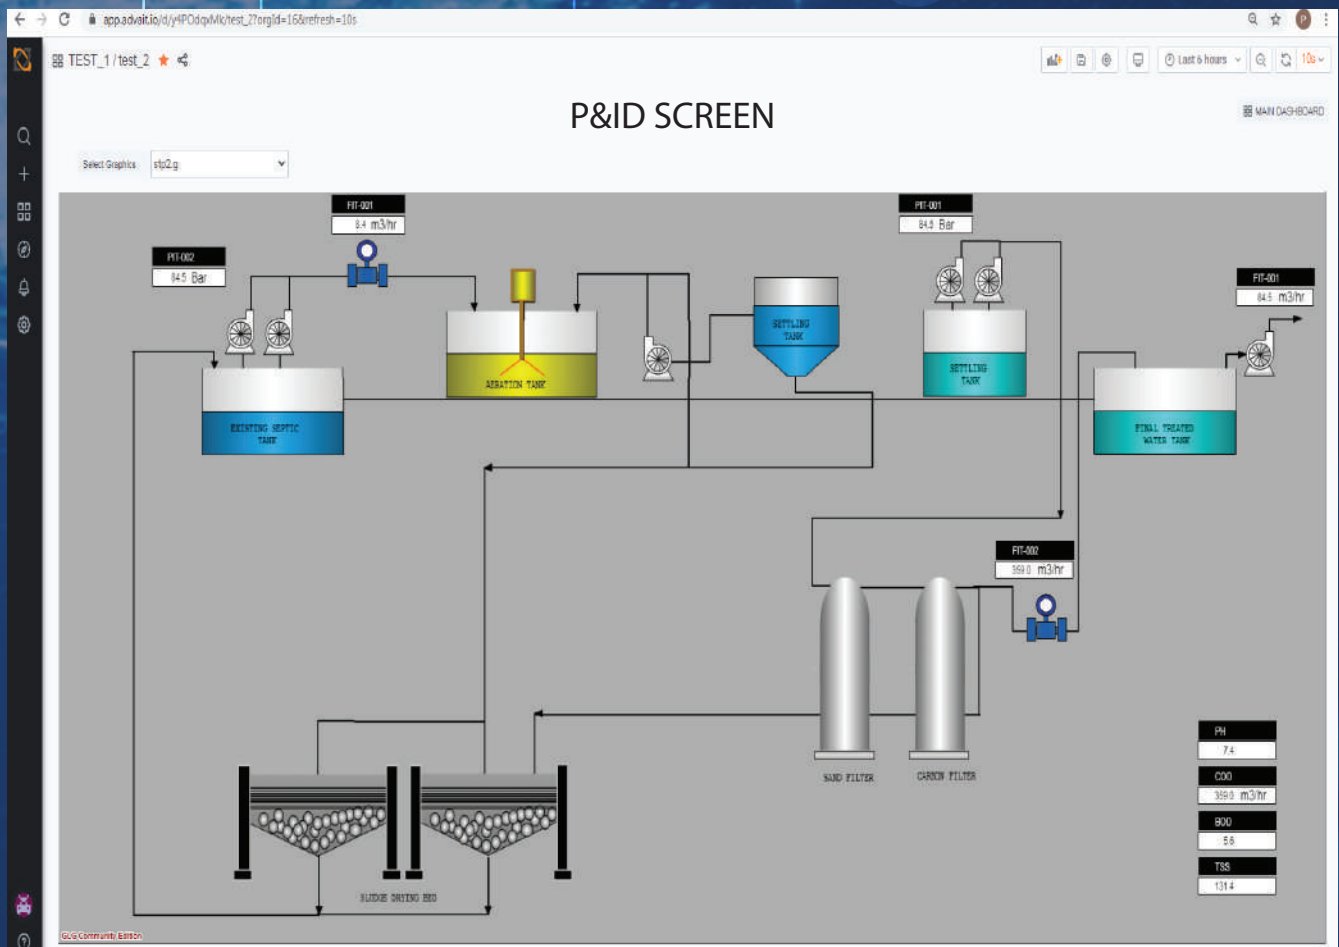 app.advait.io/d/y4POdqxMk/test_2?orgId=16&refresh=10s
P
TEST_1 / test_2
Last 6 hours
10s
P&ID SCREEN
MAIN DASHBOARD
Select Graphics
stp2.g
FIT-001
8.4 m3/hr
PIT-001
84.5 Bar
PIT-002
84.5 Bar
FIT-001
84.5 m3/hr
SETTLING
TANK
AERATION TANK
SETTLING
TANK
EXISTING SEPTIC
TANK
FINAL TREATED
WATER TANK
FIT-002
359.0 m3/hr
PH
7.4
SAND FILTER
CARBON FILTER
COD
359.0 m3/hr
BOD
5.6
TSS
131.4
SLUDGE DRYING BED
GLG Community Edition